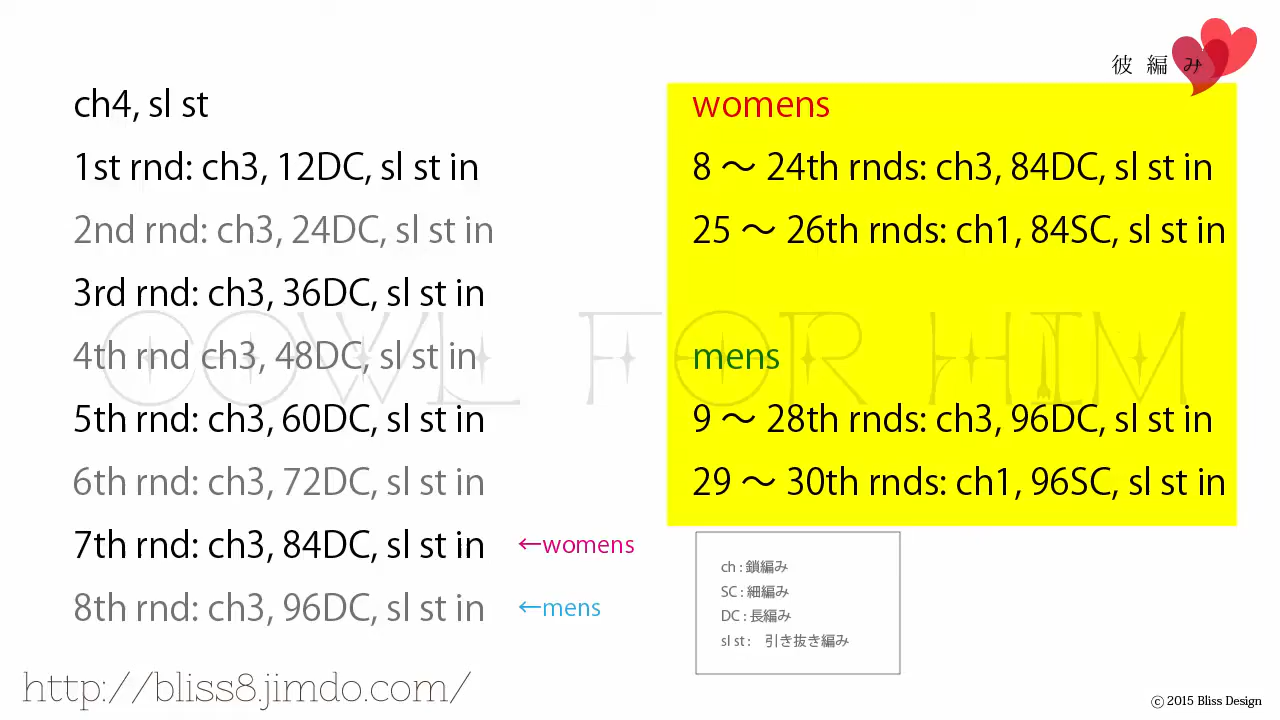 彼編み
ch4, sl st
1st rnd: ch3, 12DC, sl st in
2nd rnd: ch3, 24DC, sl st in
3rd rnd: ch3, 36DC, sl st in
4th rnd ch3, 48DC, sl st in
5th rnd: ch3, 60DC, sl st in
6th rnd: ch3, 72DC, sl st in
7th rnd: ch3, 84DC, sl st in ←womens
8th rnd: ch3, 96DC, sl st in ←mens
womens
8 ～ 24th rnds: ch3, 84DC, sl st in
25 ～ 26th rnds: ch1, 84SC, sl st in
mens
9 ～ 28th rnds: ch3, 96DC, sl st in
29 ～ 30th rnds: ch1, 96SC, sl st in
COWL FOR HIM
ch : 鎖編み
SC : 細編み
DC : 長編み
sl st :　引き抜き編み
http://bliss8.jimdo.com/
© 2015 Bliss Design